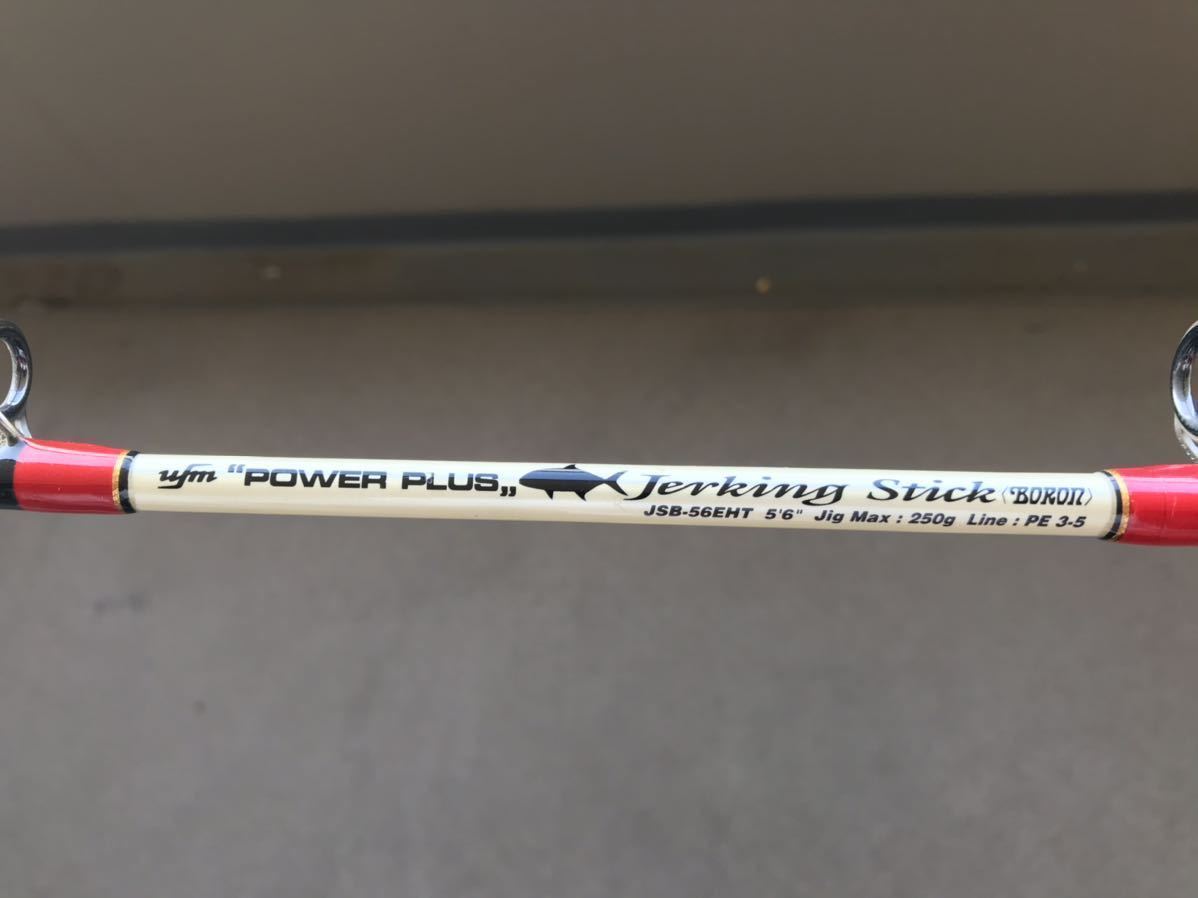 ufm “POWER PLUS„ Jerking Stick〈BORON〉
JSB-56EHT 5'6" Jig Max : 250g Line : PE 3-5